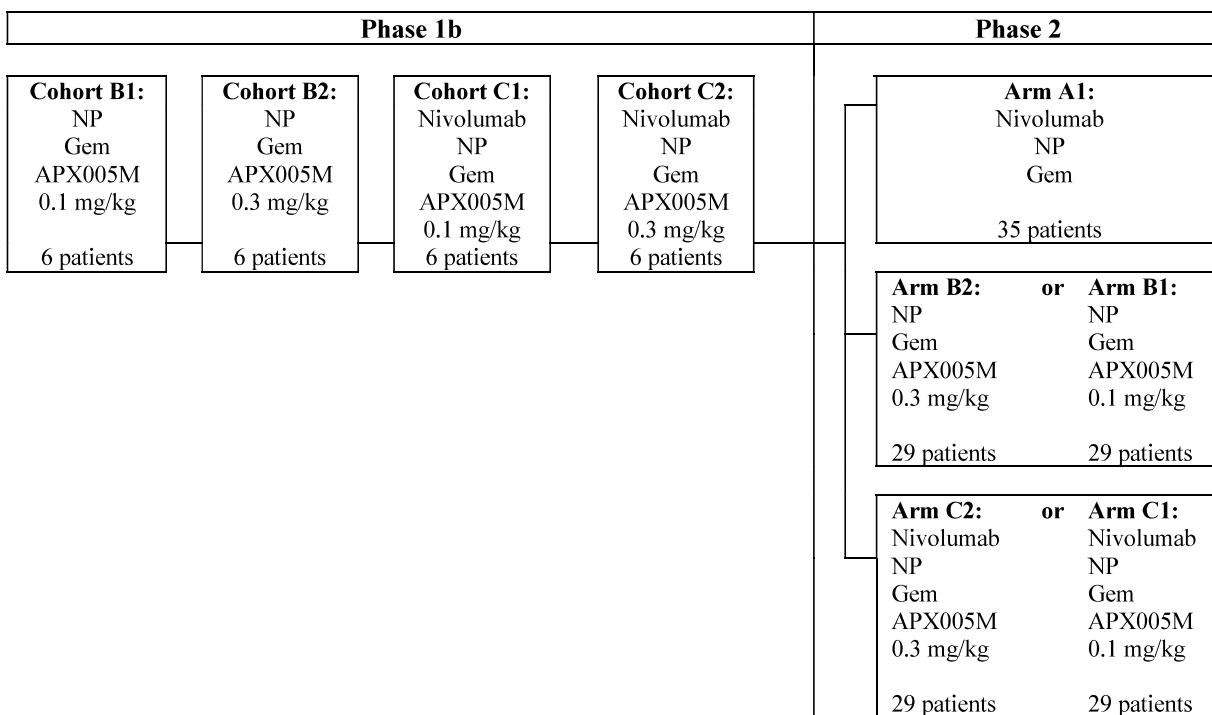 Phase 1b
Phase 2
Cohort B1:
NP
Gem
APX005M
0.1 mg/kg
6 patients
Cohort B2:
NP
Gem
APX005M
0.3 mg/kg
6 patients
Cohort C1:
Nivolumab
NP
Gem
APX005M
0.1 mg/kg
6 patients
Cohort C2:
Nivolumab
NP
Gem
APX005M
0.3 mg/kg
6 patients
Arm A1:
Nivolumab
NP
Gem
35 patients
Arm B2: or Arm B1:
NP NP
Gem Gem
APX005M APX005M
0.3 mg/kg 0.1 mg/kg
29 patients 29 patients
Arm C2: or Arm C1:
Nivolumab Nivolumab
NP NP
Gem Gem
APX005M APX005M
0.3 mg/kg 0.1 mg/kg
29 patients 29 patients